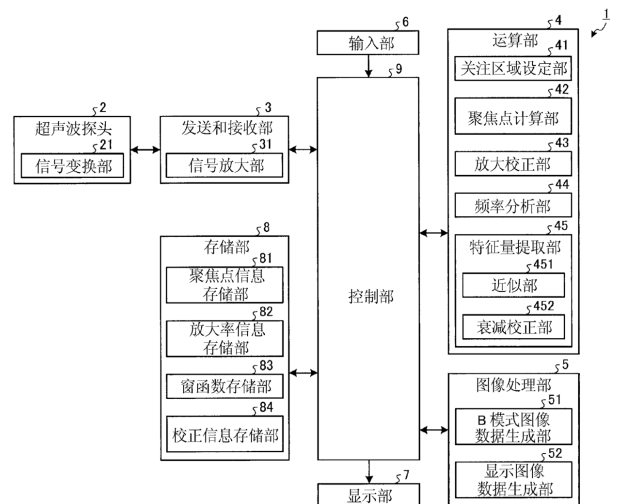 1
6
输入部
9
控制部
2
超声波探头
21
信号变换部
3
发送和接收部
31
信号放大部
8
存储部
81
聚焦点信息
存储部
82
放大率信息
存储部
83
窗函数存储部
84
校正信息存储部
4
运算部
41
关注区域设定部
42
聚焦点计算部
43
放大校正部
44
频率分析部
45
特征量提取部
451
近似部
452
衰减校正部
5
图像处理部
51
B 模式图像
数据生成部
52
显示图像
数据生成部
7
显示部